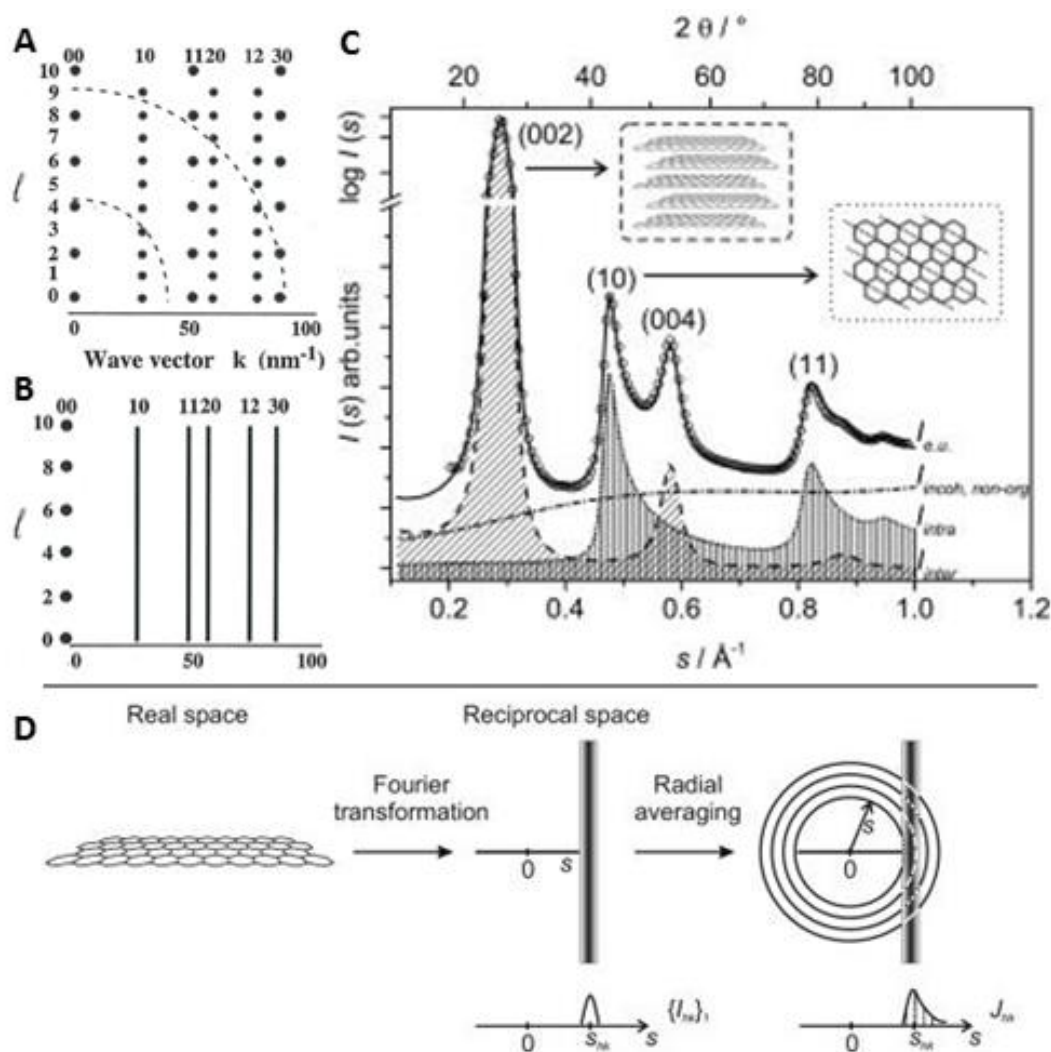 A
00 10 11 20 12 30
10
9
8
7
6
5
4
3
2
1
0
ℓ
0 50 100
Wave vector k (nm-1)
B
00 10 11 20 12 30
10
8
6
4
2
0
ℓ
0 50 100
C
2 θ / °
20 40 60 80 100
log I (s)
I (s) arb.units
(002)
(10)
(004)
(11)
I e.u.
I incoh, non-org
I intra
I inter
0.2 0.4 0.6 0.8 1.0 1.2
s / Å-1
D
Real space
Reciprocal space
Fourier
transformation
Radial
averaging
0 s
s
0
{Ihk}1
0 shk s
Jhk
0 shk s